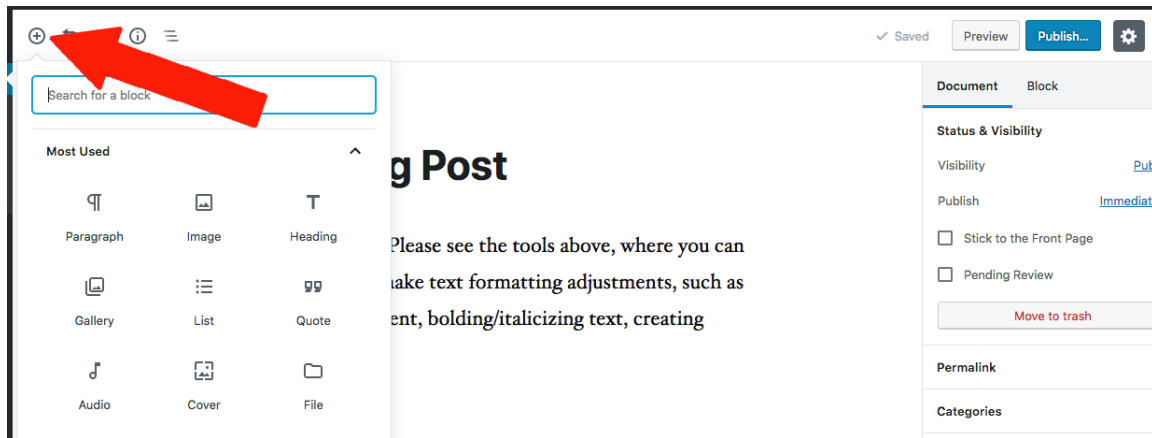 Saved Preview Publish...
Search for a block
Most Used
Paragraph Image Heading
Gallery List Quote
Audio Cover File
g Post
Please see the tools above, where you can
ake text formatting adjustments, such as
ent, bolding/italicizing text, creating
Document Block
Status & Visibility
Visibility Pub
Publish Immediat
Stick to the Front Page
Pending Review
Move to trash
Permalink
Categories